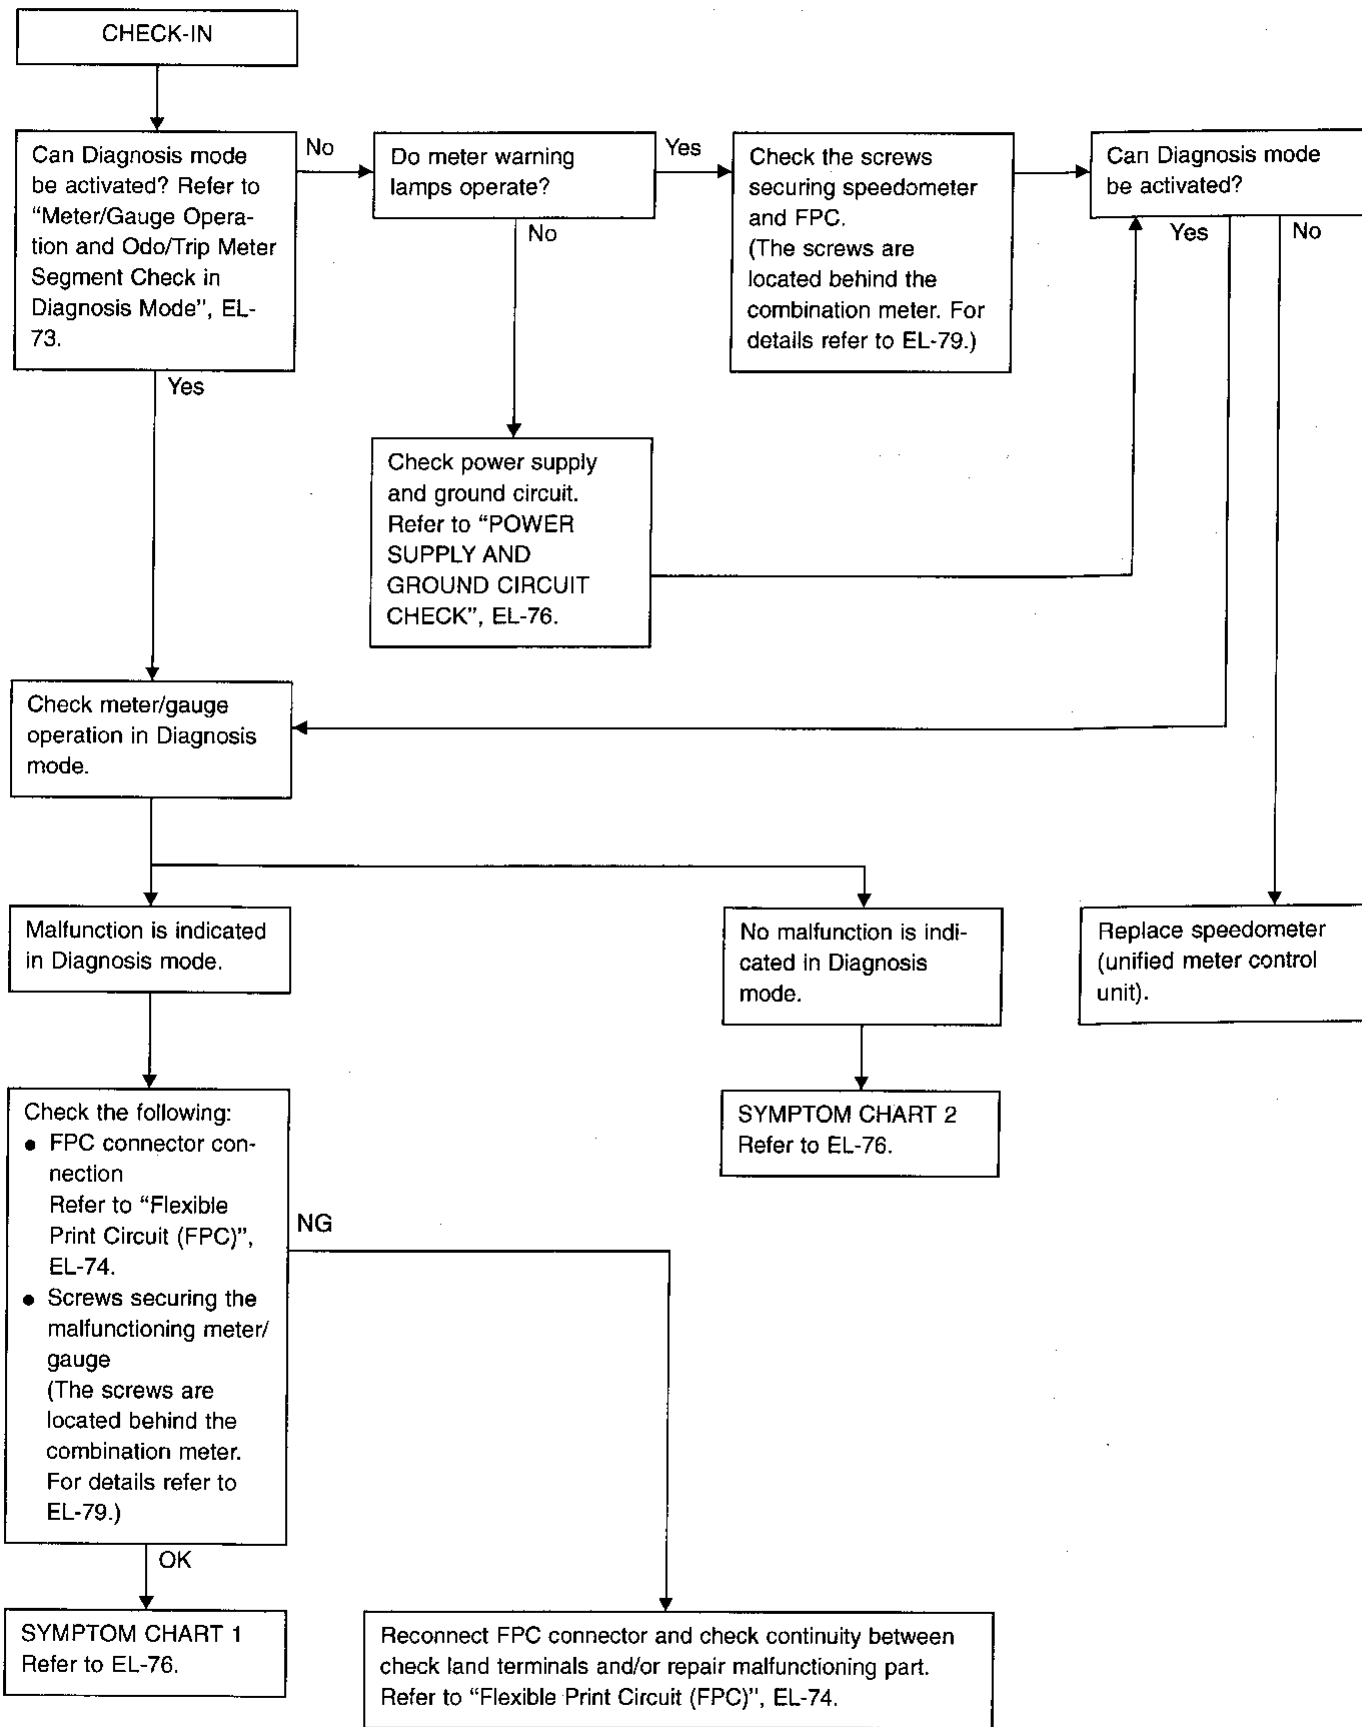 CHECK-IN
Can Diagnosis mode
be activated? Refer to
“Meter/Gauge Opera-
tion and Odo/Trip Meter
Segment Check in
Diagnosis Mode”, EL-
73.
No
Yes
Do meter warning
lamps operate?
Yes
No
Check the screws
securing speedometer
and FPC.
(The screws are
located behind the
combination meter. For
details refer to EL-79.)
Can Diagnosis mode
be activated?
Yes
No
Check power supply
and ground circuit.
Refer to “POWER
SUPPLY AND
GROUND CIRCUIT
CHECK”, EL-76.
Check meter/gauge
operation in Diagnosis
mode.
Malfunction is indicated
in Diagnosis mode.
No malfunction is indi-
cated in Diagnosis
mode.
Replace speedometer
(unified meter control
unit).
Check the following:
● FPC connector con-
nection
Refer to “Flexible
Print Circuit (FPC)”,
EL-74.
● Screws securing the
malfunctioning meter/
gauge
(The screws are
located behind the
combination meter.
For details refer to
EL-79.)
NG
OK
SYMPTOM CHART 2
Refer to EL-76.
SYMPTOM CHART 1
Refer to EL-76.
Reconnect FPC connector and check continuity between
check land terminals and/or repair malfunctioning part.
Refer to “Flexible Print Circuit (FPC)”, EL-74.